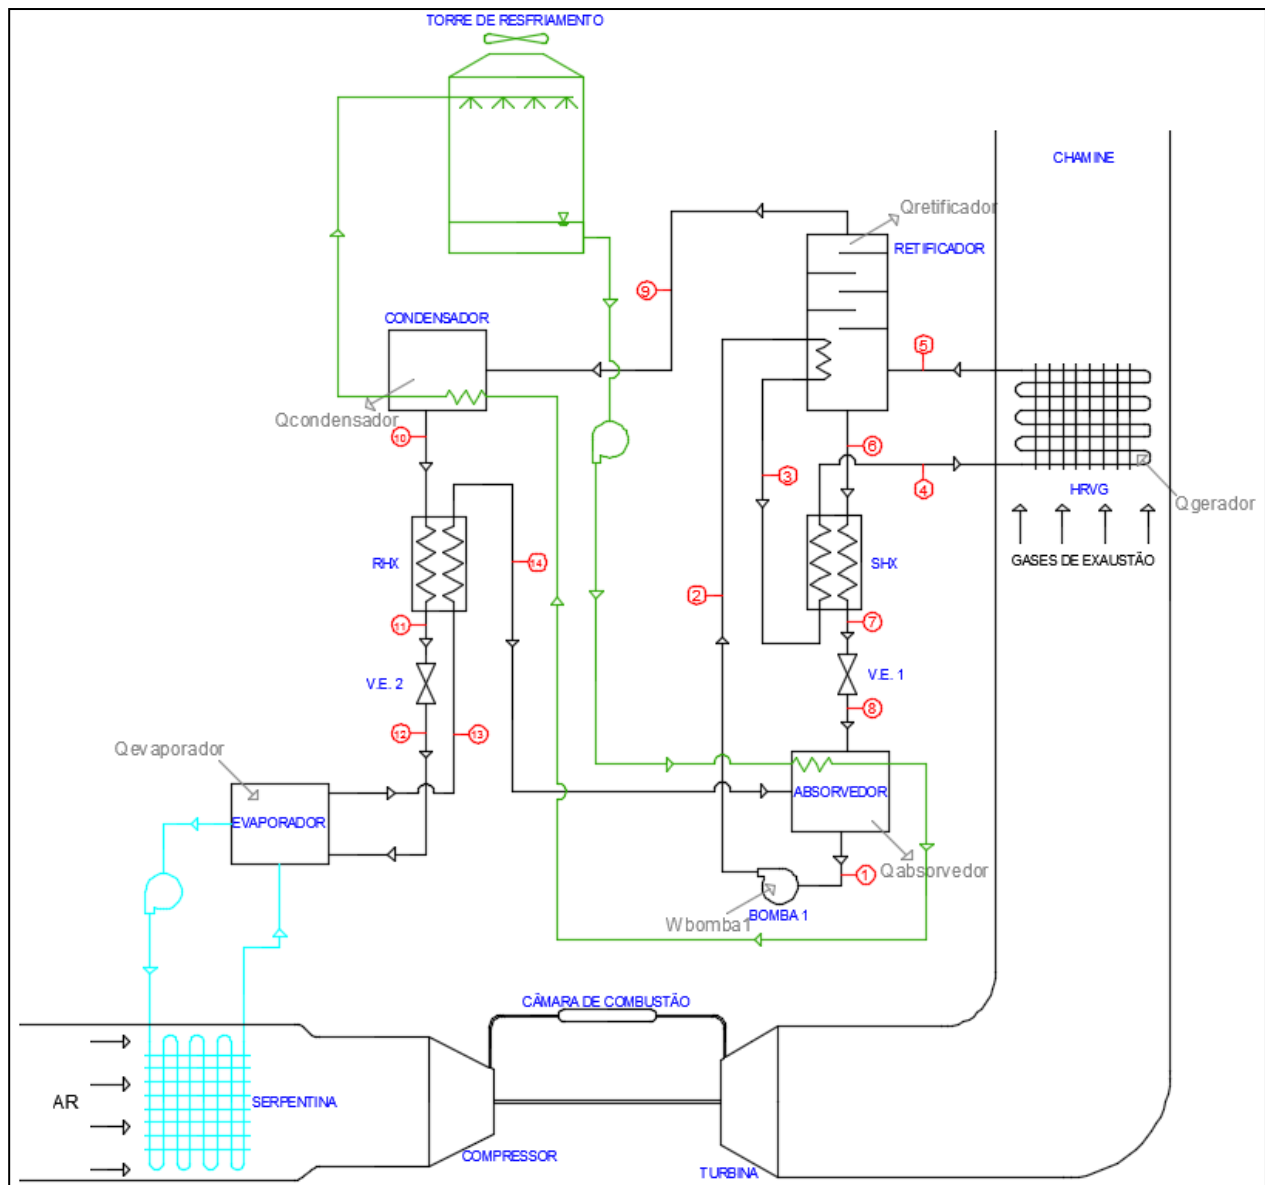 TORRE DE RESFRIAMENTO
CHAMINE
Qretificador
RETIFICADOR
9
CONDENSADOR
5
Qcondensador
10
6
3
4
HRVG
Qgerador
GASES DE EXAUSTÃO
RHX
14
SHX
2
11
7
V.E. 2
V.E. 1
8
12
13
Qevaporador
ABSORVEDOR
EVAPORADOR
1
Qabsorvedor
Wbomba1
BOMBA 1
CÂMARA DE COMBUSTÃO
AR
SERPENTINA
COMPRESSOR
TURBINA